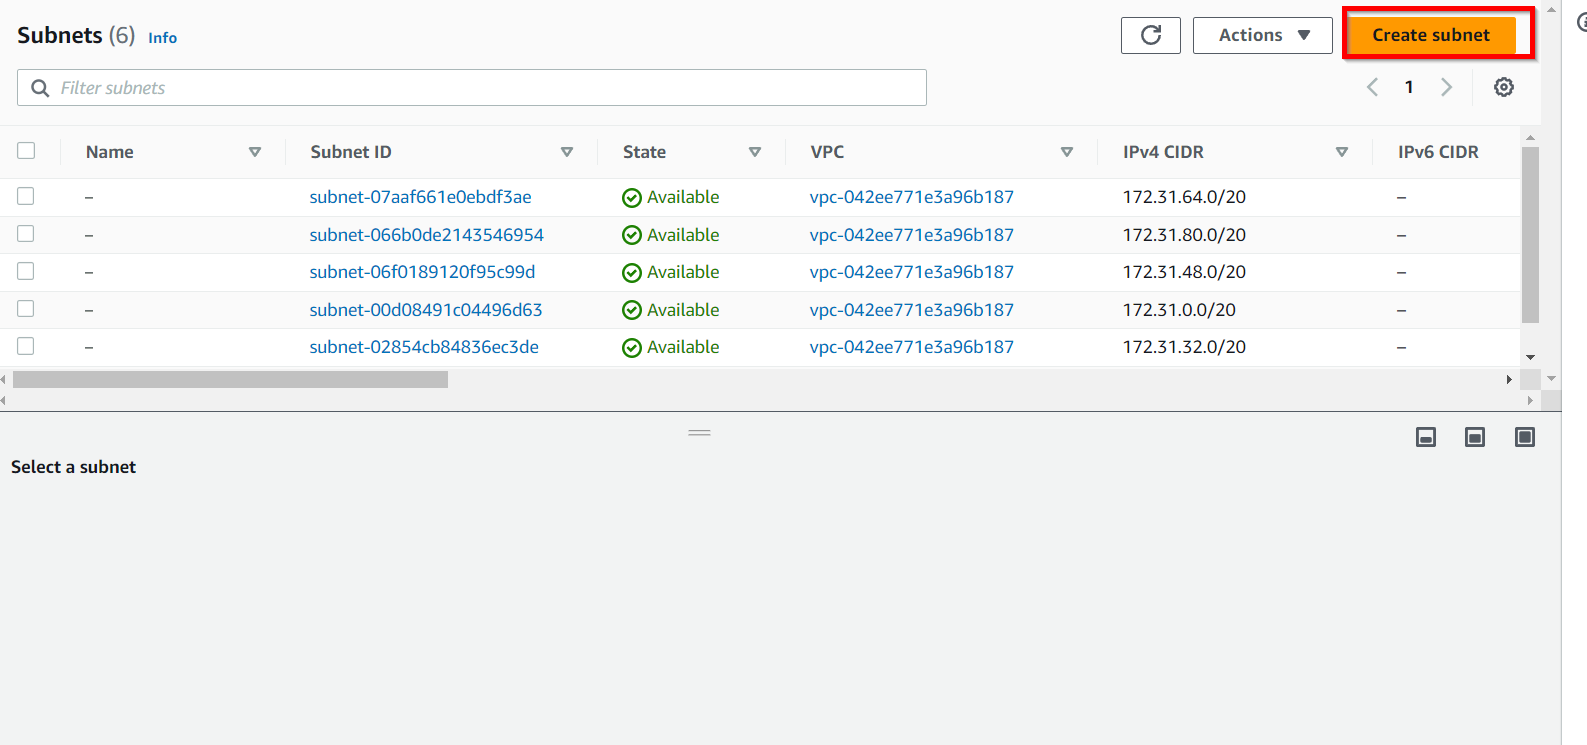 Subnets (6) Info
Actions
Create subnet
Filter subnets
1
Name Subnet ID State VPC IPv4 CIDR IPv6 CIDR
– subnet-07aaf661e0ebdf3ae Available vpc-042ee771e3a96b187 172.31.64.0/20 –
– subnet-066b0de2143546954 Available vpc-042ee771e3a96b187 172.31.80.0/20 –
– subnet-06f0189120f95c99d Available vpc-042ee771e3a96b187 172.31.48.0/20 –
– subnet-00d08491c04496d63 Available vpc-042ee771e3a96b187 172.31.0.0/20 –
– subnet-02854cb84836ec3de Available vpc-042ee771e3a96b187 172.31.32.0/20 –
Select a subnet